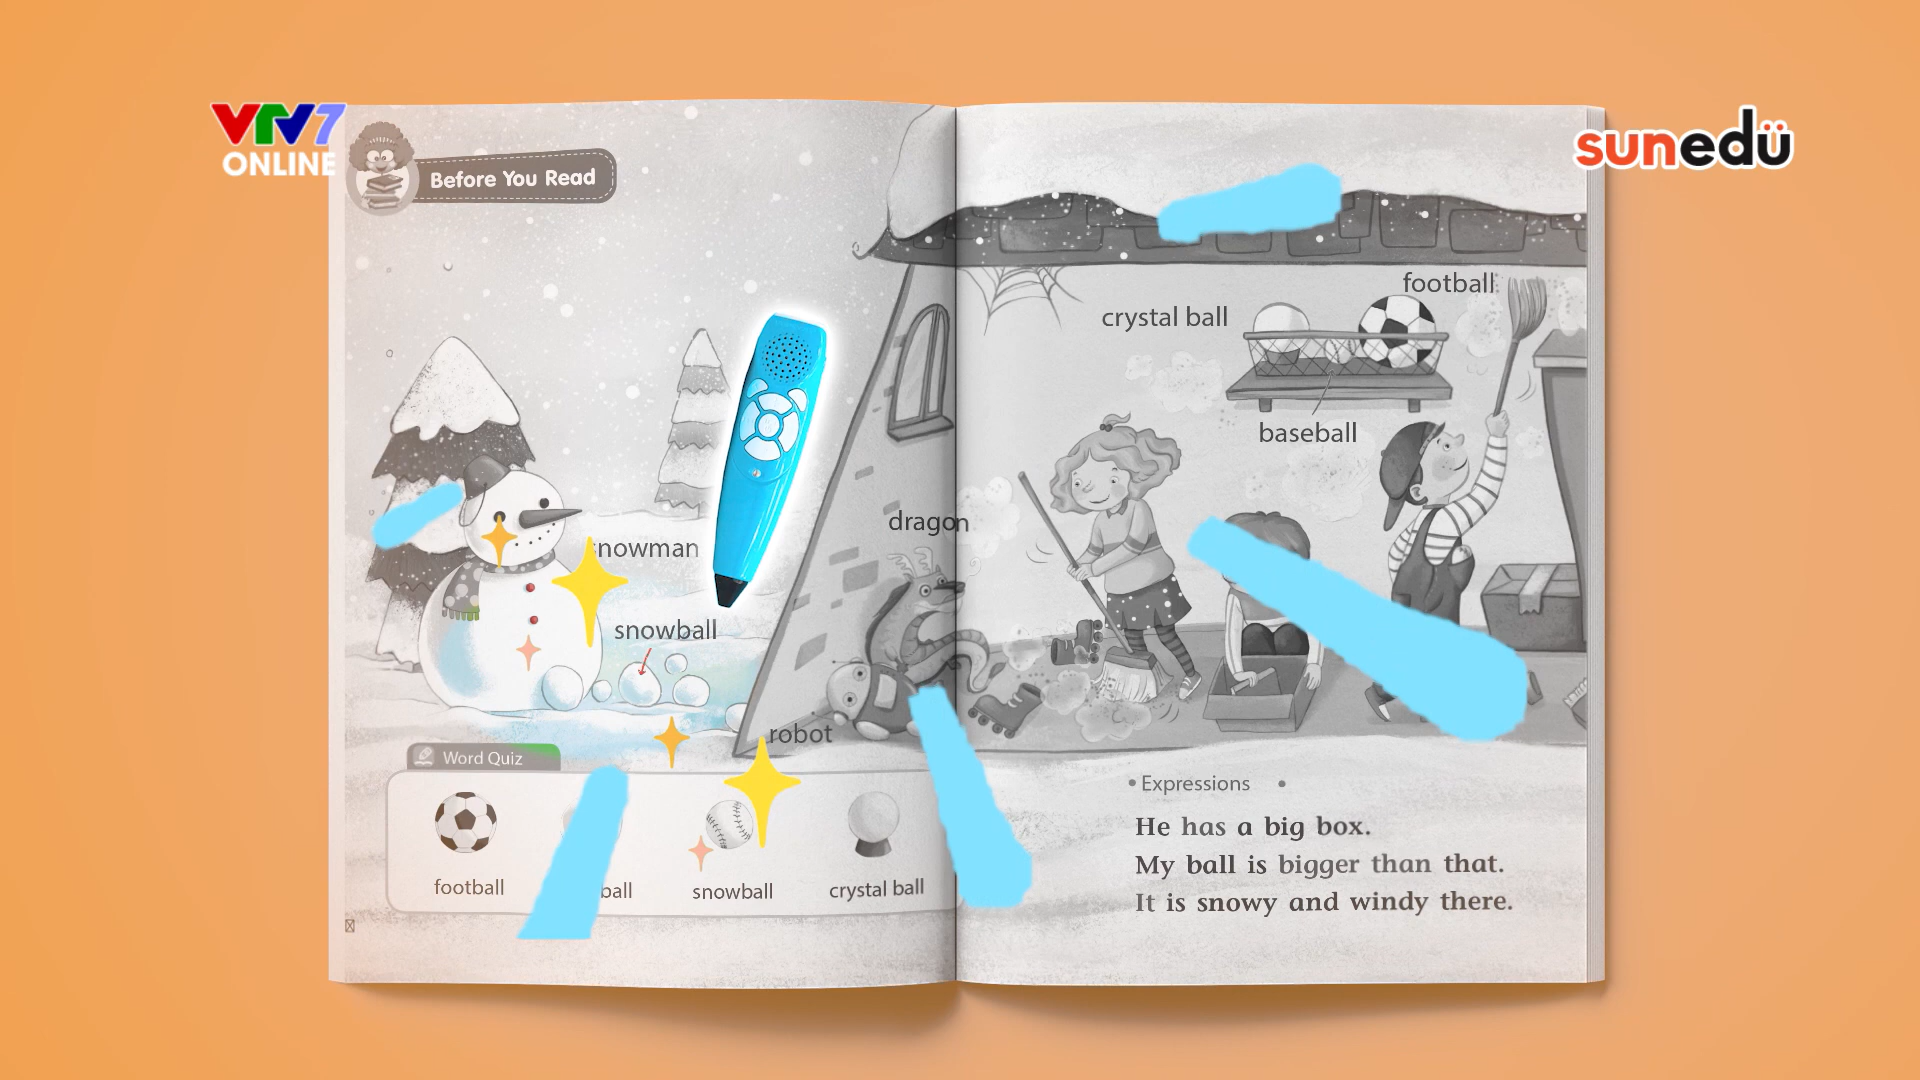 VTV7
ONLINE
sunedü
Before You Read
football
crystal ball
baseball
dragon
snowman
snowball
robot
Word Quiz
football
ball
snowball
crystal ball
• Expressions •
He has a big box.
My ball is bigger than that.
It is snowy and windy there.